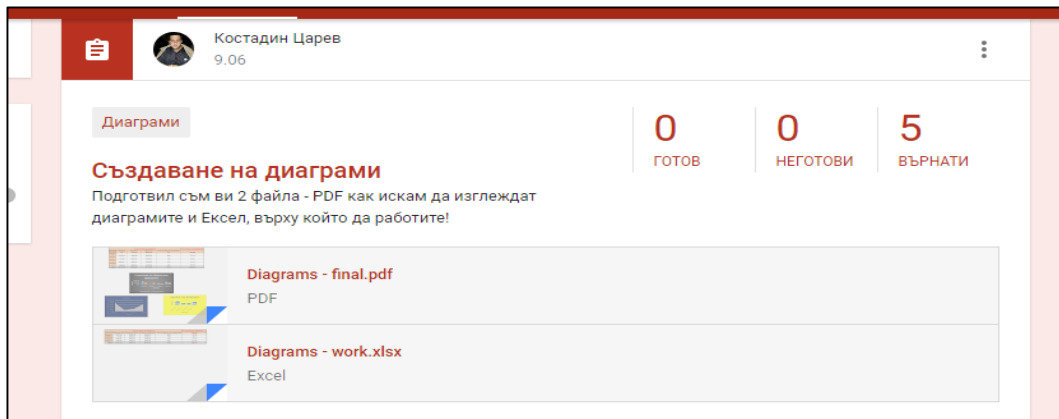 Костадин Царев
9.06
Диаграми
0
ГОТОВ
0
НЕГОТОВИ
5
ВЪРНАТИ
Създаване на диаграми
Подготвил съм ви 2 файла - PDF как искам да изглеждат
диаграмите и Ексел, върху който да работите!
Diagrams - final.pdf
PDF
Diagrams - work.xlsx
Excel